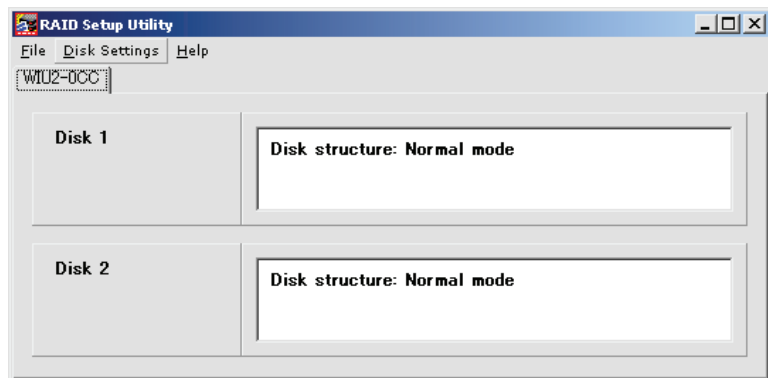 RAID Setup Utility
File Disk Settings Help
WIU2-0CC
Disk 1
Disk structure: Normal mode
Disk 2
Disk structure: Normal mode